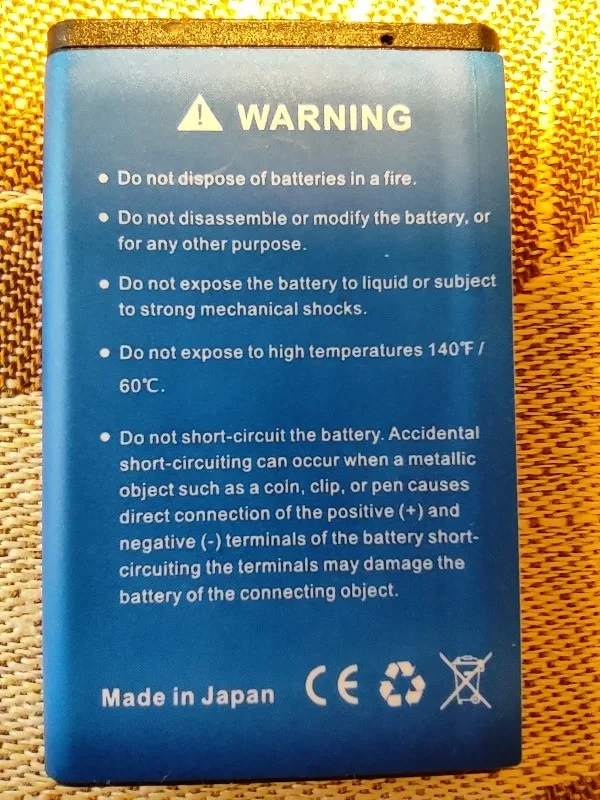 WARNING
• Do not dispose of batteries in a fire.
• Do not disassemble or modify the battery, or
for any other purpose.
• Do not expose the battery to liquid or subject
to strong mechanical shocks.
• Do not expose to high temperatures 140℉ /
60℃.
• Do not short-circuit the battery. Accidental
short-circuiting can occur when a metallic
object such as a coln, clip, or pen causes
direct connection of the positive (+) and
negative (-) terminals of the battery short-
circuiting the terminals may damage the
battery of the connecting object.
Made in Japan CE